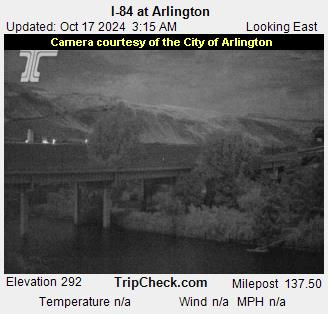 I-84 at Arlington
Updated: Oct 17 2024 3:15 AM Looking East
Camera courtesy of the City of Arlington
Elevation 292 TripCheck.com Milepost 137.50
Temperature n/a Wind n/a MPH n/a